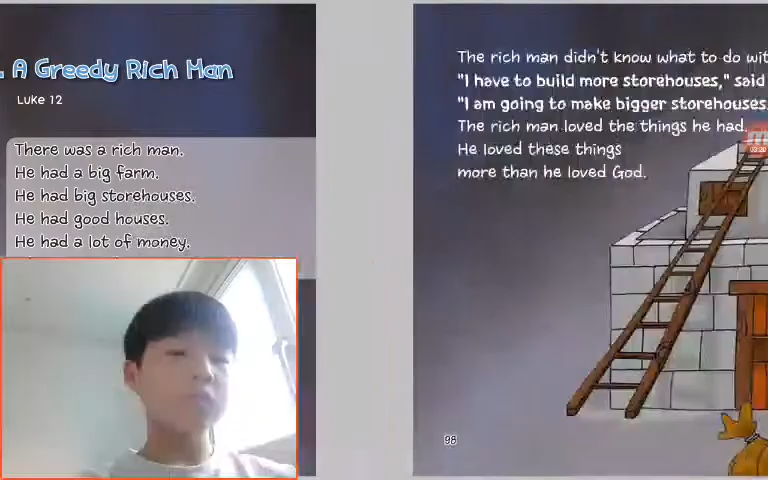 . A Greedy Rich Man
Luke 12
There was a rich man.
He had a big farm.
He had big storehouses.
He had good houses.
He had a lot of money.
The rich man didn't know what to do
"I have to build more storehouses," said
"I am going to make bigger storehouses.
The rich man loved the things he had.
He loved these things
more than he loved God.
98